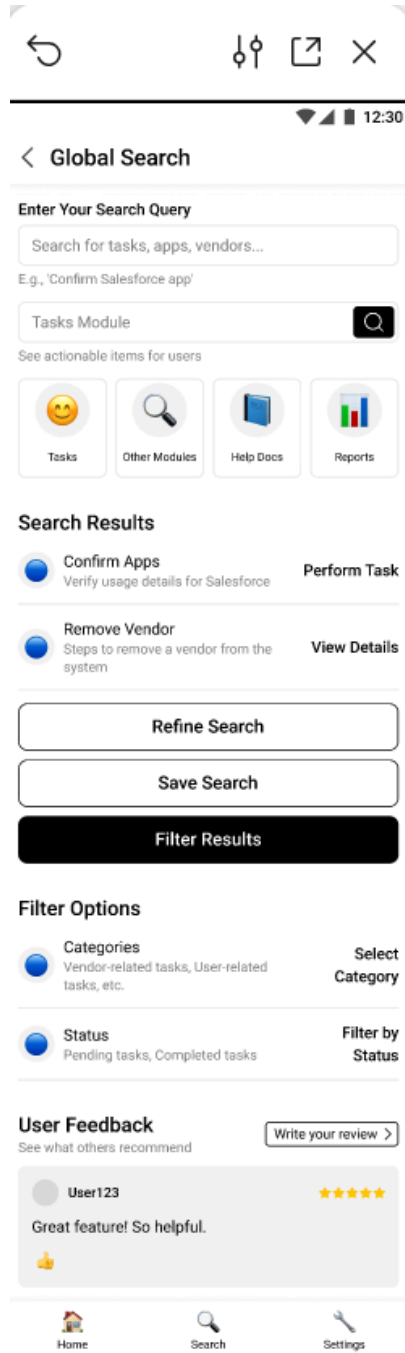 12:30
Global Search
Enter Your Search Query
Search for tasks, apps, vendors...
E.g., 'Confirm Salesforce app'
Tasks Module
See actionable items for users
Tasks
Other Modules
Help Docs
Reports
Search Results
Confirm Apps
Verify usage details for Salesforce
Perform Task
Remove Vendor
Steps to remove a vendor from the
system
View Details
Refine Search
Save Search
Filter Results
Filter Options
Categories
Vendor-related tasks, User-related
tasks, etc.
Select
Category
Status
Pending tasks, Completed tasks
Filter by
Status
User Feedback
See what others recommend
Write your review
User123
Great feature! So helpful.
Home
Search
Settings